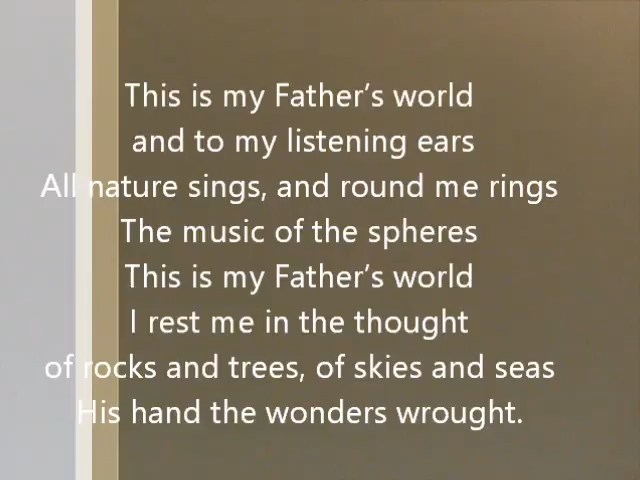 This is my Father’s world
and to my listening ears
All nature sings, and round me rings
The music of the spheres
This is my Father’s world
I rest me in the thought
of rocks and trees, of skies and seas
His hand the wonders wrought.